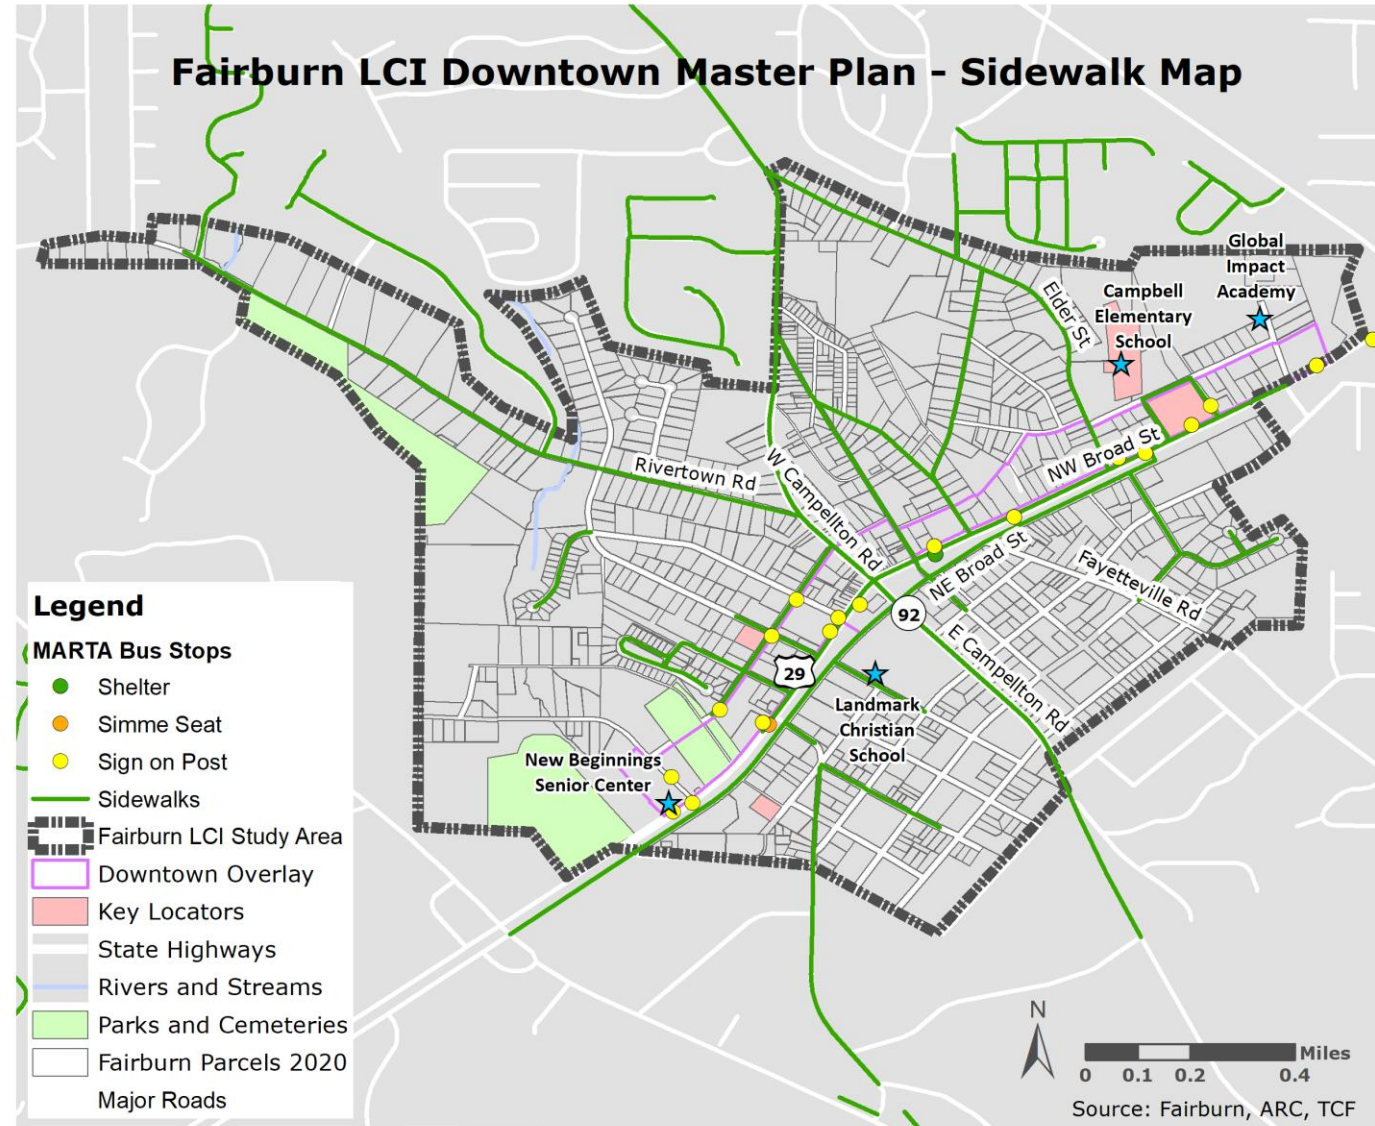 Fairburn LCI Downtown Master Plan - Sidewalk Map
Global
Impact
Academy
Campbell
Elementary
School
Elder St
NW Broad St
Rivertown Rd
W Campellton Rd
NE Broad St
Fayetteville Rd
92
E Campellton Rd
29
Landmark
Christian
School
New Beginnings
Senior Center
Legend
MARTA Bus Stops
Shelter
Simme Seat
Sign on Post
Sidewalks
Fairburn LCI Study Area
Downtown Overlay
Key Locators
State Highways
Rivers and Streams
Parks and Cemeteries
Fairburn Parcels 2020
Major Roads
N
Miles
0 0.1 0.2 0.4
Source: Fairburn, ARC, TCF